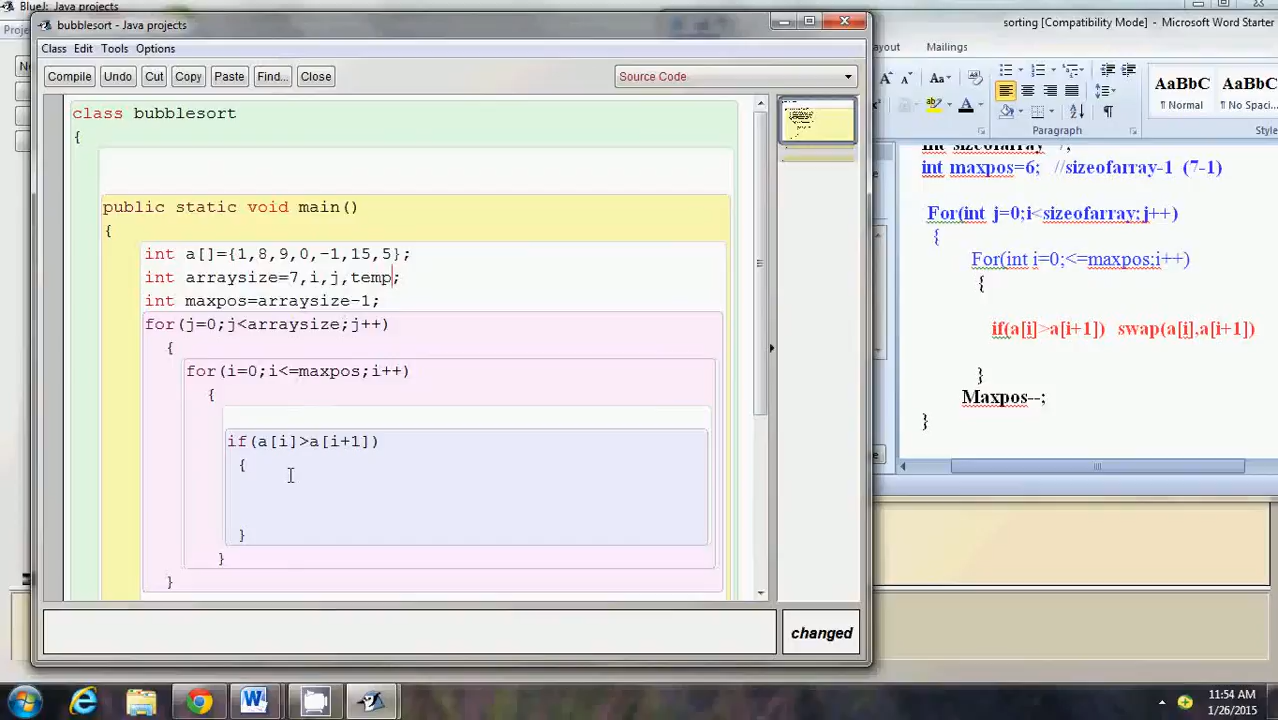 BlueJ: Java projects
bubblesort - Java projects
Class Edit Tools Options
Compile Undo Cut Copy Paste Find... Close
Source Code
class bubblesort
{
public static void main()
{
int a[]={1,8,9,0,-1,15,5};
int arraysize=7,i,j,temp;
int maxpos=arraysize-1;
for(j=0;j<arraysize;j++)
{
for(i=0;i<=maxpos;i++)
{
if(a[i]>a[i+1])
{
}
}
}
changed
sorting [Compatibility Mode] - Microsoft Word Starter
Mailings
Aa
A
AaBbC AaBbC
¶ Normal ¶ No Spaci...
Paragraph
int maxpos=6; //sizeofarray-1 (7-1)
For(int j=0;i<sizeofarray;j++)
{
For(int i=0;<=maxpos;i++)
{
if(a[i]>a[i+1]) swap(a[i],a[i+1])
}
Maxpos--;
}
11:54 AM
1/26/2015